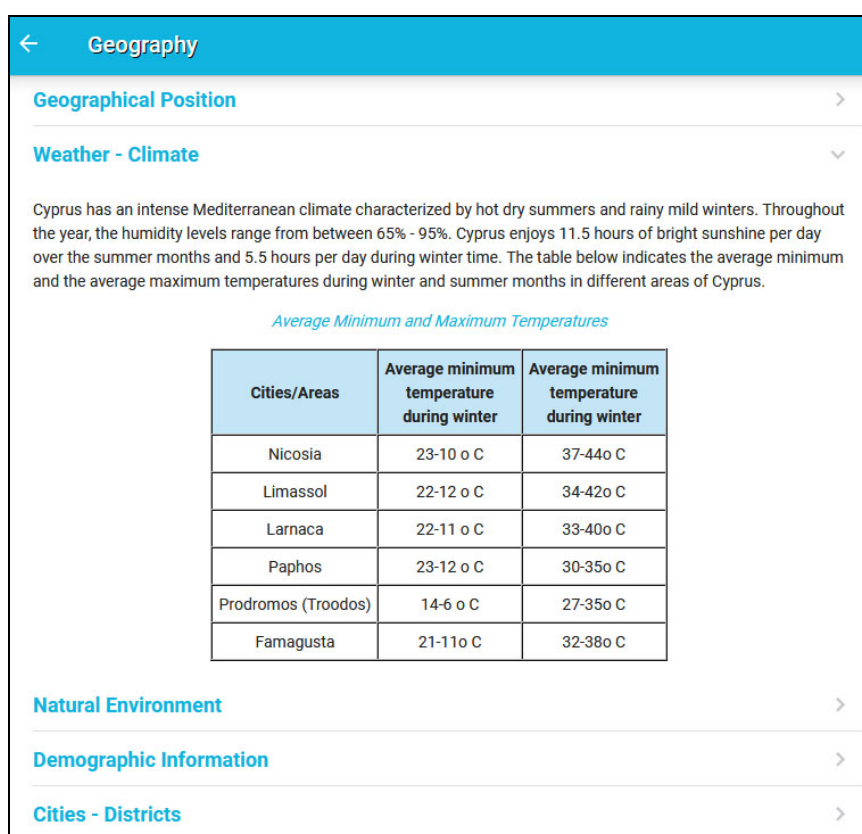 Geography
Geographical Position
Weather - Climate
Cyprus has an intense Mediterranean climate characterized by hot dry summers and rainy mild winters. Throughout
the year, the humidity levels range from between 65% - 95%. Cyprus enjoys 11.5 hours of bright sunshine per day
over the summer months and 5.5 hours per day during winter time. The table below indicates the average minimum
and the average maximum temperatures during winter and summer months in different areas of Cyprus.
Average Minimum and Maximum Temperatures
Cities/Areas Average minimum temperature during winter Average minimum temperature during winter
Nicosia 23-10 o C 37-44o C
Limassol 22-12 o C 34-42o C
Larnaca 22-11 o C 33-40o C
Paphos 23-12 o C 30-35o C
Prodromos (Troodos) 14-6 o C 27-35o C
Famagusta 21-11o C 32-38o C
Natural Environment
Demographic Information
Cities - Districts